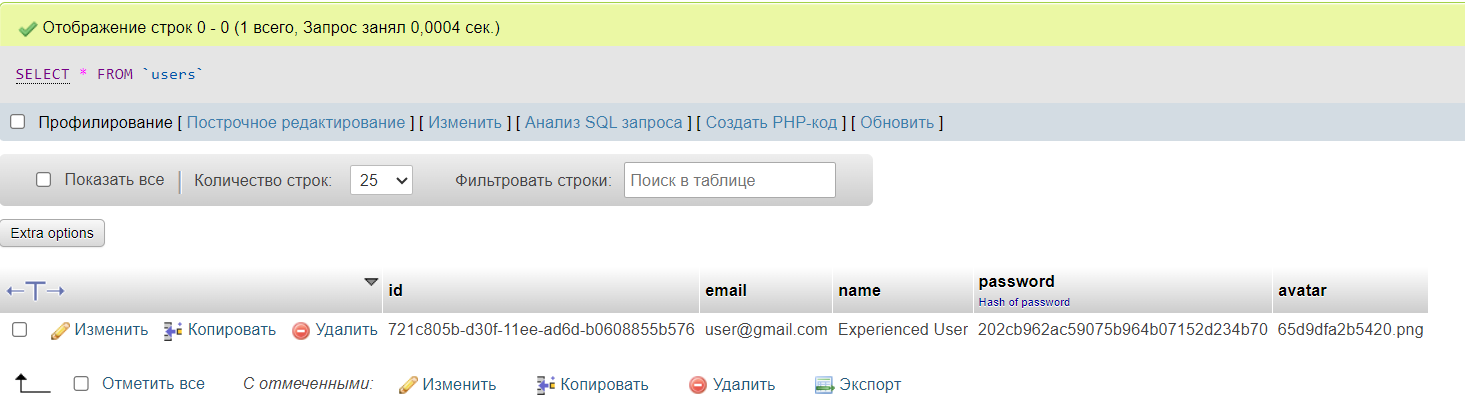 Отображение строк 0 - 0 (1 всего, Запрос занял 0,0004 сек.)
SELECT * FROM `users`
Профилирование [ Построчное редактирование ] [ Изменить ] [ Анализ SQL запроса ] [ Создать PHP-код ] [ Обновить ]
Показать все Количество строк: 25 Фильтровать строки: Поиск в таблице
Extra options
id email name password avatar
Hash of password
Изменить Копировать Удалить 721c805b-d30f-11ee-ad6d-b0608855b576 user@gmail.com Experienced User 202cb962ac59075b964b07152d234b70 65d9dfa2b5420.png
Отметить все С отмеченными: Изменить Копировать Удалить Экспорт